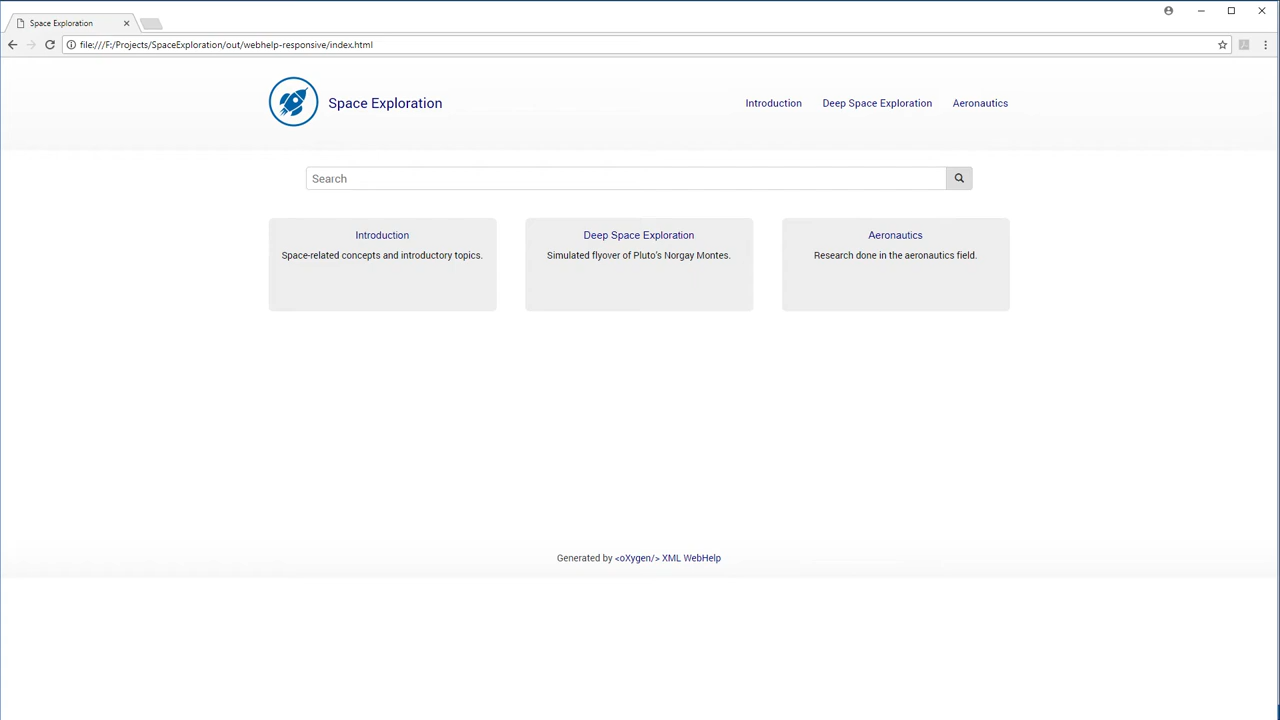 Space Exploration
file:///F:/Projects/SpaceExploration/out/webhelp-responsive/index.html
Space Exploration
Introduction Deep Space Exploration Aeronautics
Search
Introduction
Space-related concepts and introductory topics.
Deep Space Exploration
Simulated flyover of Pluto's Norgay Montes.
Aeronautics
Research done in the aeronautics field.
Generated by <oXygen/> XML WebHelp